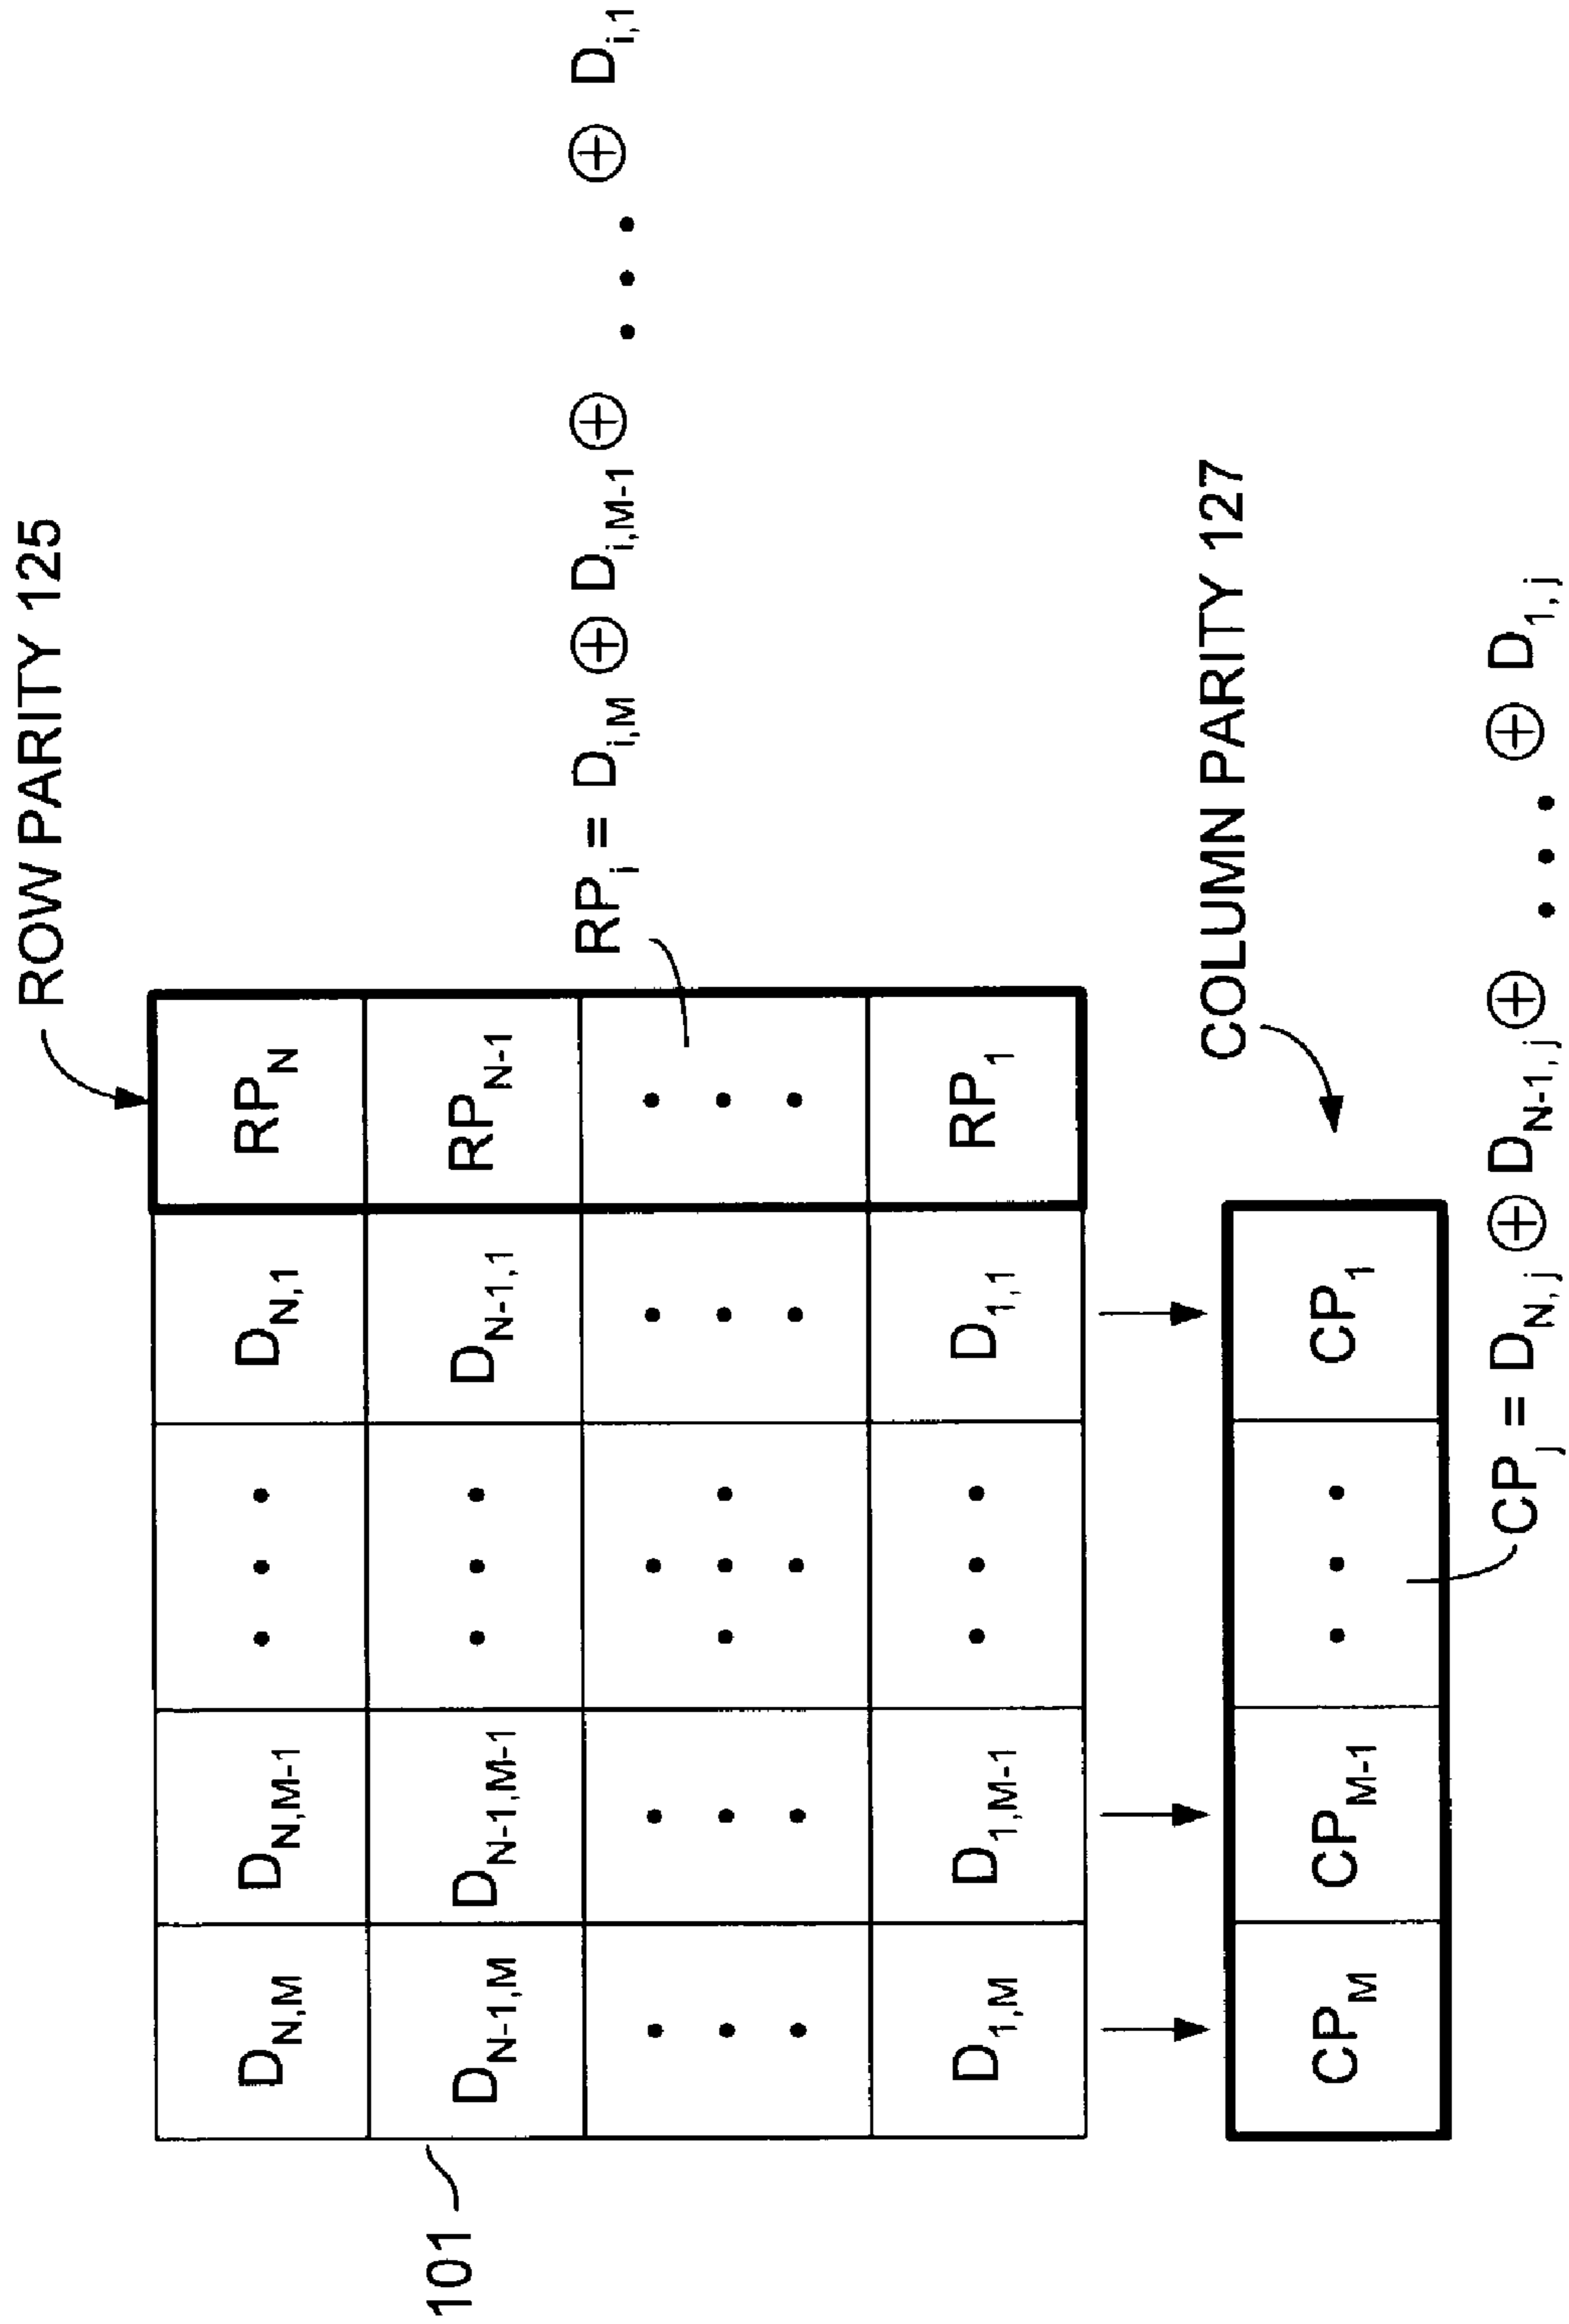 ROW PARITY 125
101
D_N,M D_N,M-1 • • • D_N,1 RP_N
D_N-1,M D_N-1,M-1 • • • D_N-1,1 RP_N-1
RP_i = D_i,M ⊕ D_i,M-1 ⊕ • • • ⊕ D_i,1
D_1,M D_1,M-1 • • • D_1,1 RP_1
COLUMN PARITY 127
CP_M CP_M-1 • • • CP_1
CP_j = D_N,j ⊕ D_N-1,j ⊕ • • • ⊕ D_1,j